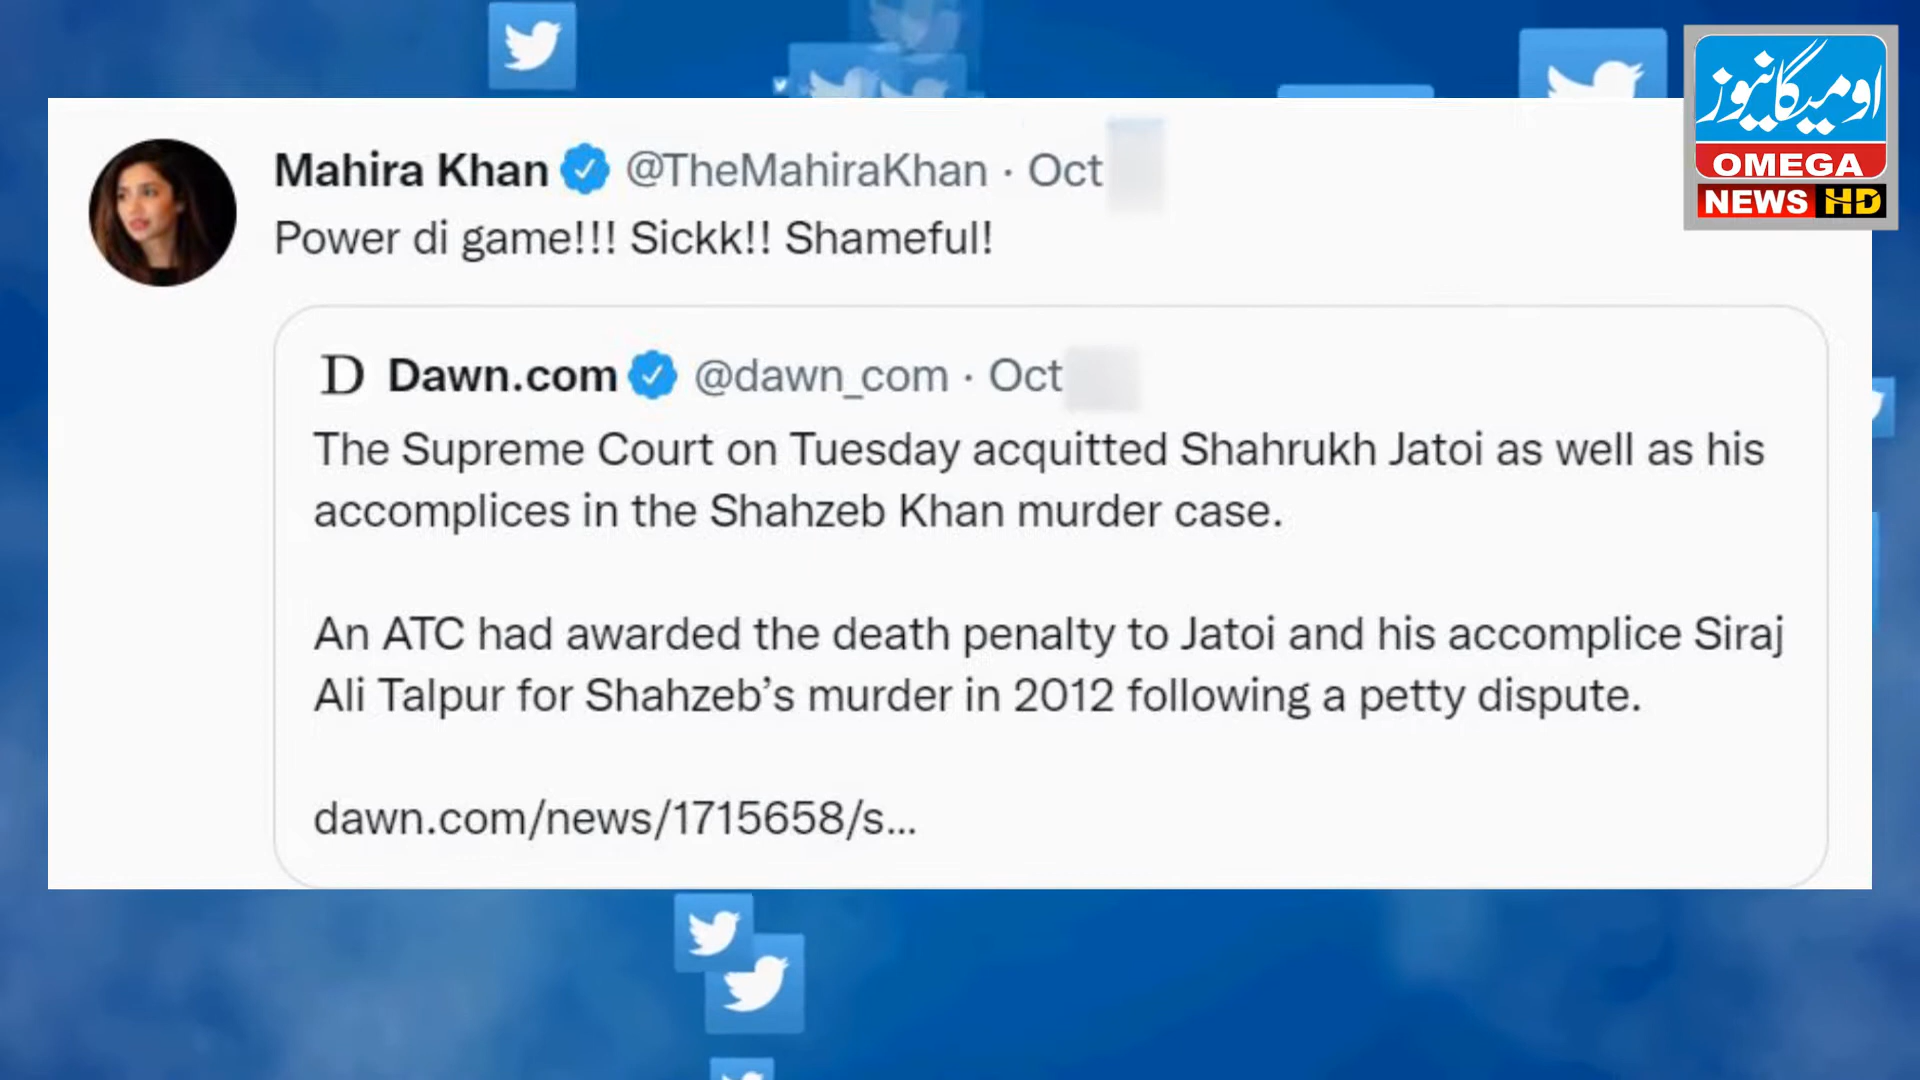 Mahira Khan @TheMahiraKhan · Oct
Power di game!!! Sickk!! Shameful!
D Dawn.com @dawn_com · Oct
The Supreme Court on Tuesday acquitted Shahrukh Jatoi as well as his
accomplices in the Shahzeb Khan murder case.
An ATC had awarded the death penalty to Jatoi and his accomplice Siraj
Ali Talpur for Shahzeb’s murder in 2012 following a petty dispute.
dawn.com/news/1715658/s...
اومیگا نیوز
OMEGA
NEWS HD